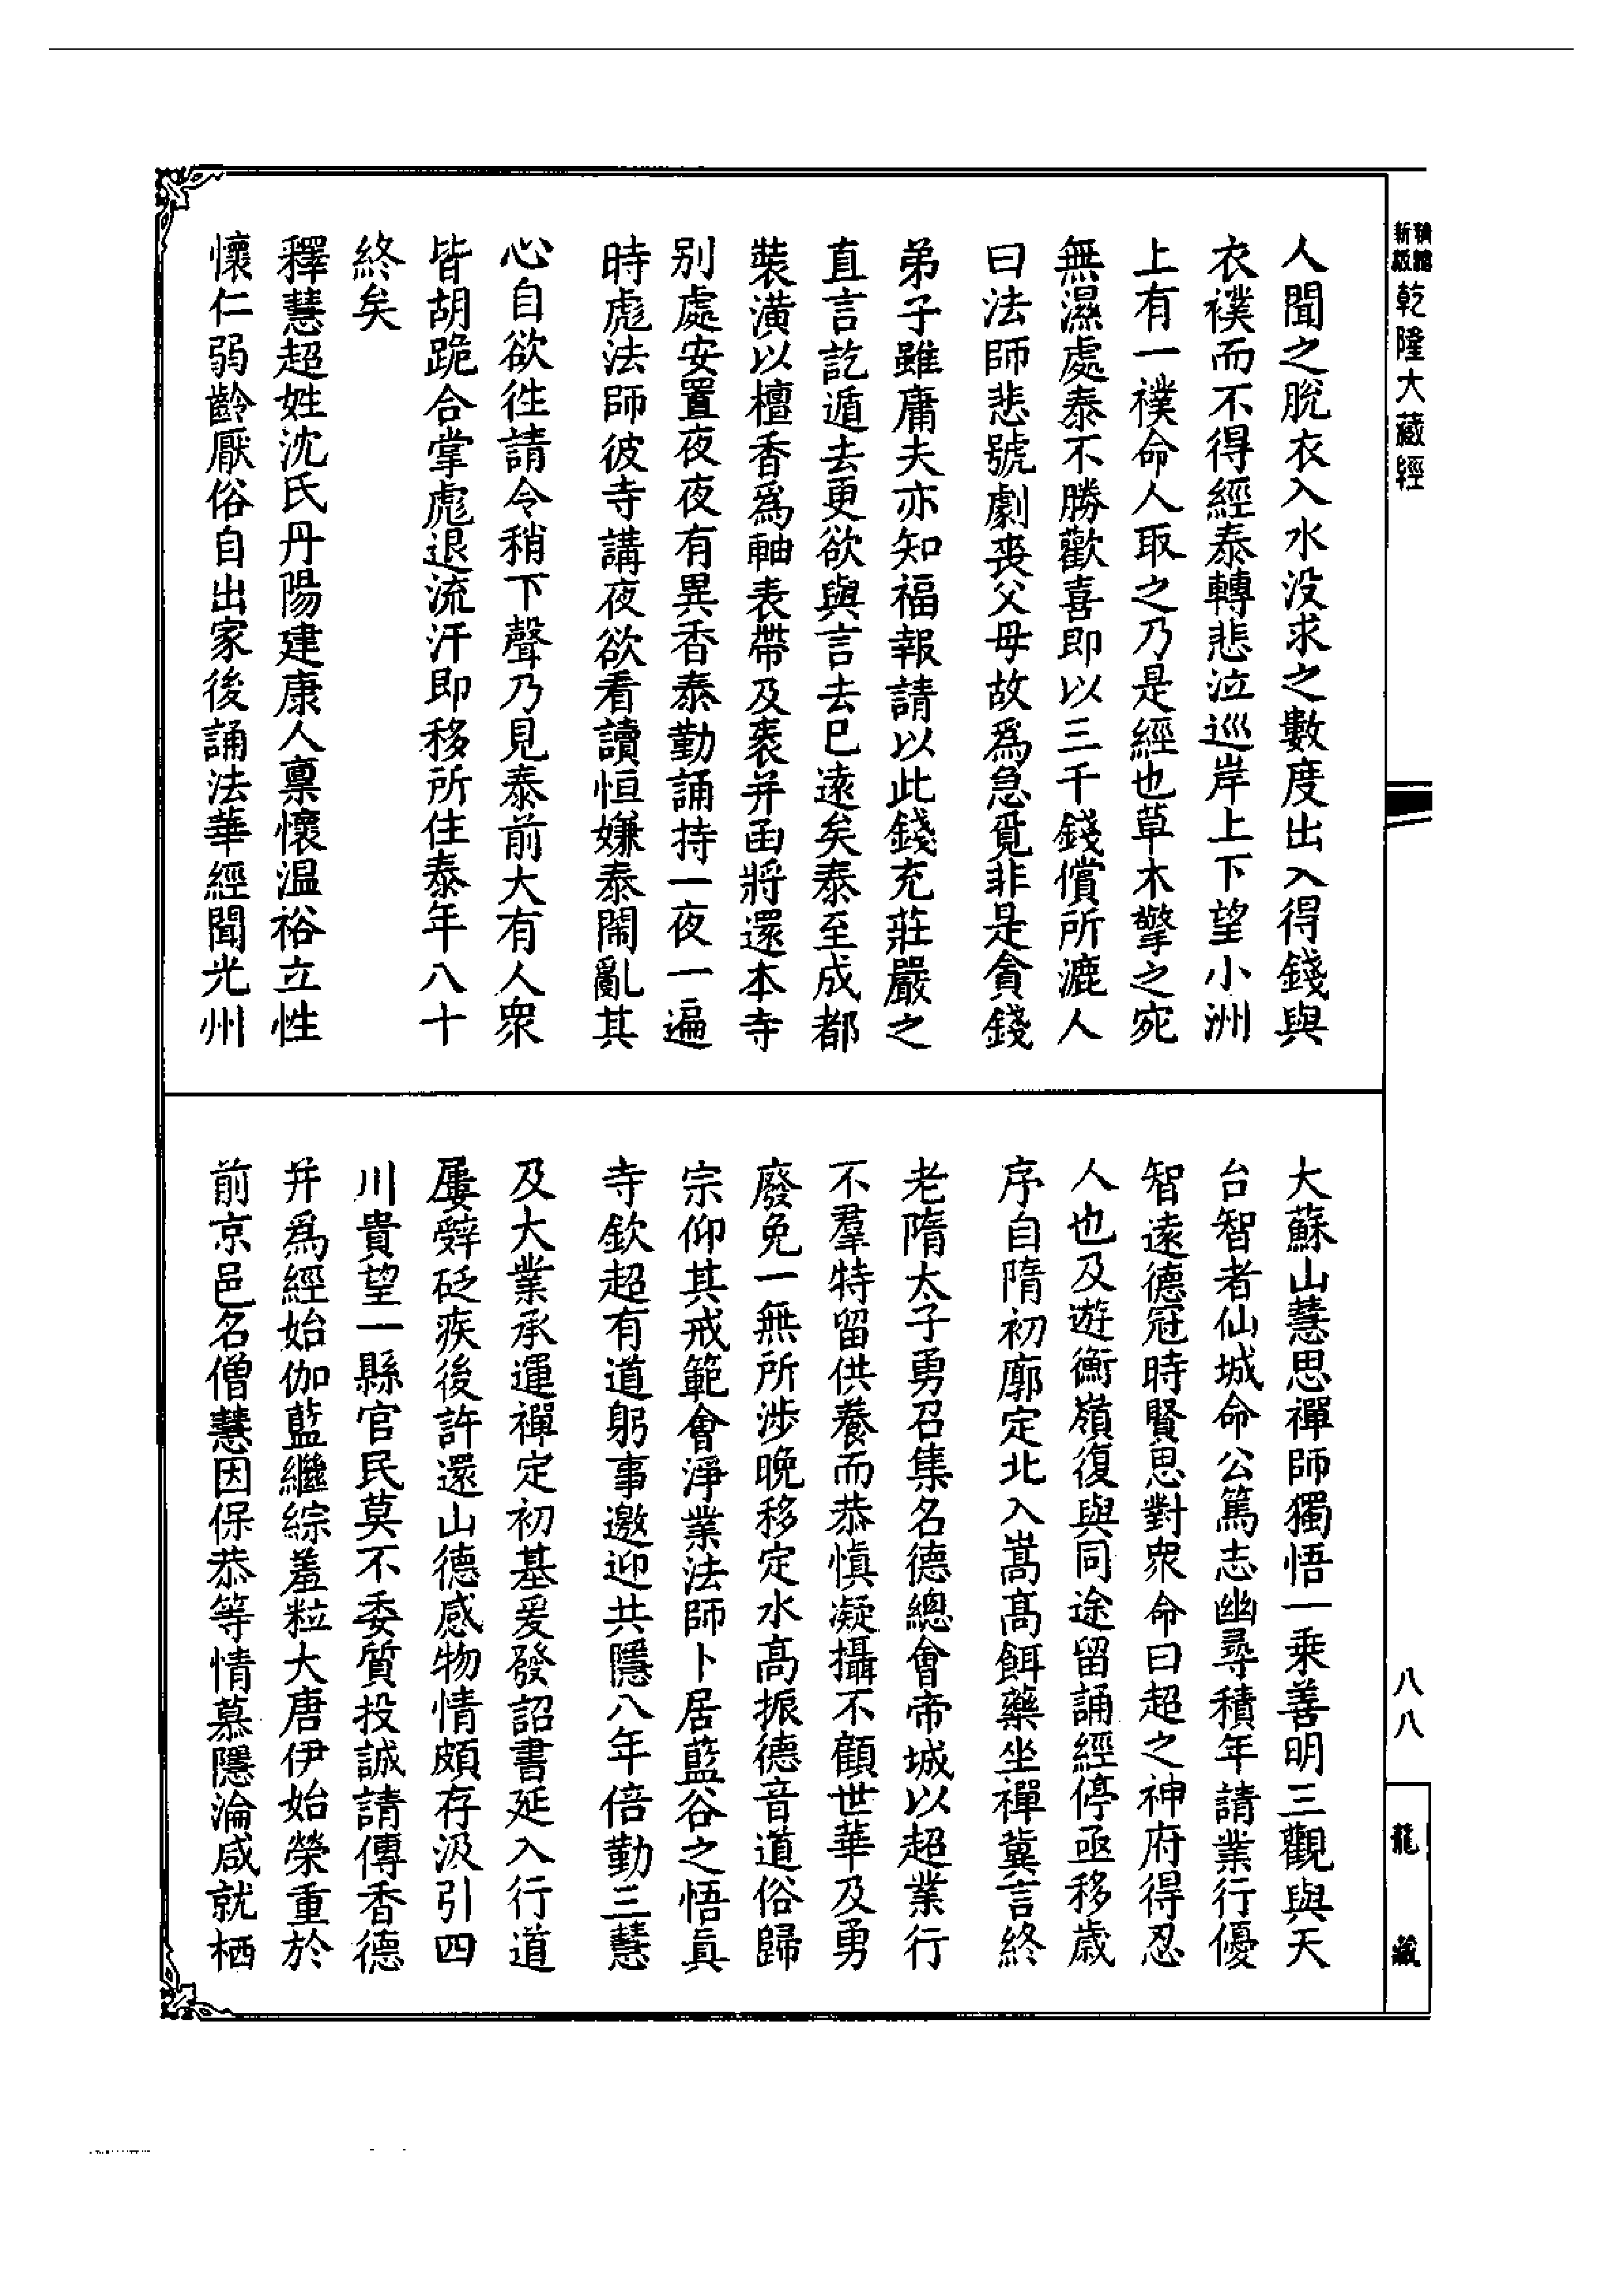 新編縮版乾隆大藏經
人聞之脫衣入水没求之數度出入得錢與
衣襆而不得經泰轉悲泣巡岸上下望小洲
上有一襆命人取之乃是經也草木擎之宛
無濕處泰不勝歡喜即以三千錢償所漉人
曰法師悲號劇喪父母故爲急覓非是貪錢
弟子雖庸夫亦知福報請以此錢充莊嚴之
直言訖遁去更欲與言去已遠矣泰至成都
裝潢以檀香爲軸表帶及袠并函將還本寺
别處安置夜夜有異香泰勤誦持一夜一遍
時彪法師彼寺講夜欲看讀恒嫌泰鬧亂其
心自欲徃請令稍下聲乃見泰前大有人衆
皆胡跪合掌彪退流汗即移所住泰年八十
終矣
釋慧超姓沈氏丹陽建康人禀懷温裕立性
懷仁弱齡厭俗自出家後誦法華經聞光州
大蘇山慧思禪師獨悟一乘善明三觀與天
台智者仙城命公篤志幽尋積年請業行優
智遠德冠時賢思對衆命曰超之神府得忍
人也及遊衡嶺復與同途留誦經停亟移歲
序自隋初廓定北入嵩高餌藥坐禪冀言終
老隋太子勇召集名德總會帝城以超業行
不羣特留供養而恭慎凝攝不顧世華及勇
廢免一無所涉晚移定水高振德音道俗歸
宗仰其戒範會淨業法師卜居藍谷之悟眞
寺欽超有道躬事邀迎共隱八年倍勤三慧
及大業承運禪定初基爰發詔書延入行道
屢辭砭疾後許還山德感物情頗存汲引四
川貴望一縣官民莫不委質投誠請傳香德
并爲經始伽藍繼綜羞粒大唐伊始榮重於
前京邑名僧慧因保恭等情慕隱淪咸就栖
八八
龍藏